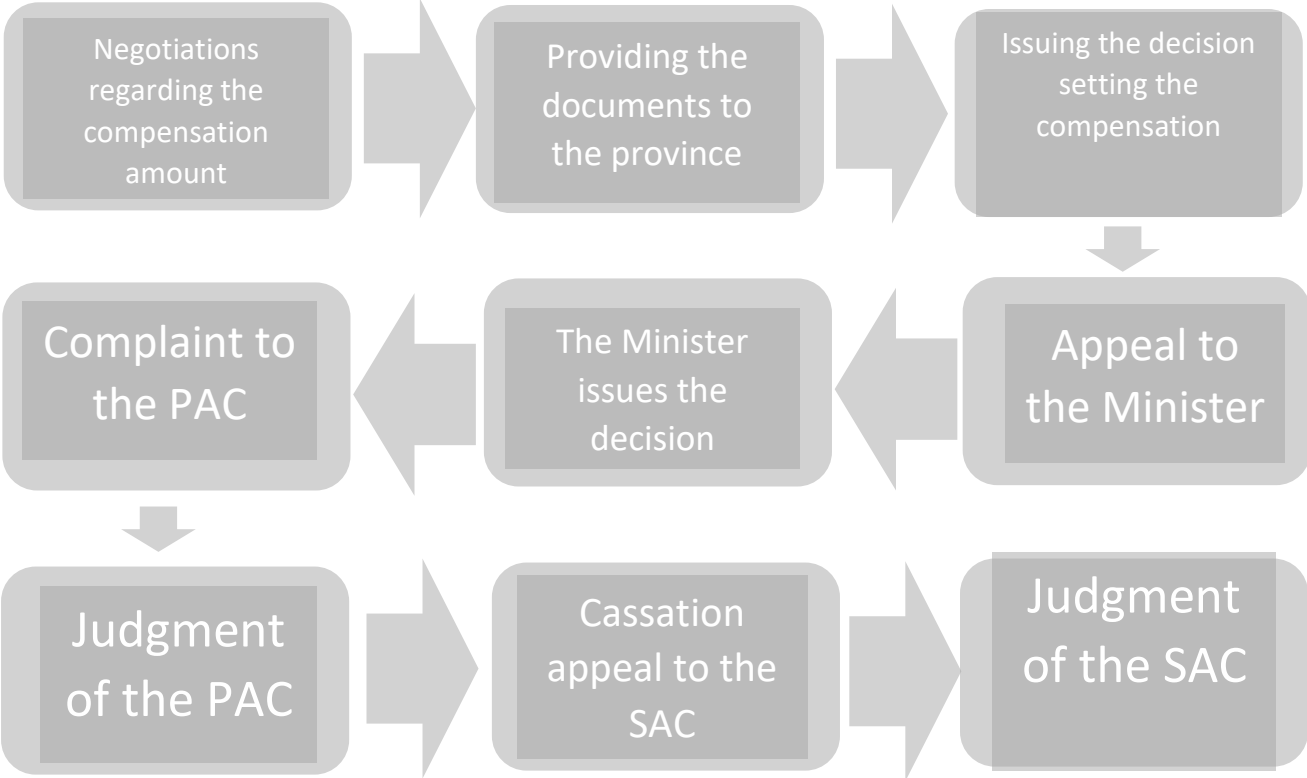 Negotiations
regarding the
compensation
amount
Providing the
documents to
the province
Issuing the decision
setting the
compensation
Appeal to
the Minister
The Minister
issues the
decision
Complaint to
the PAC
Judgment
of the PAC
Cassation
appeal to the
SAC
Judgment
of the SAC